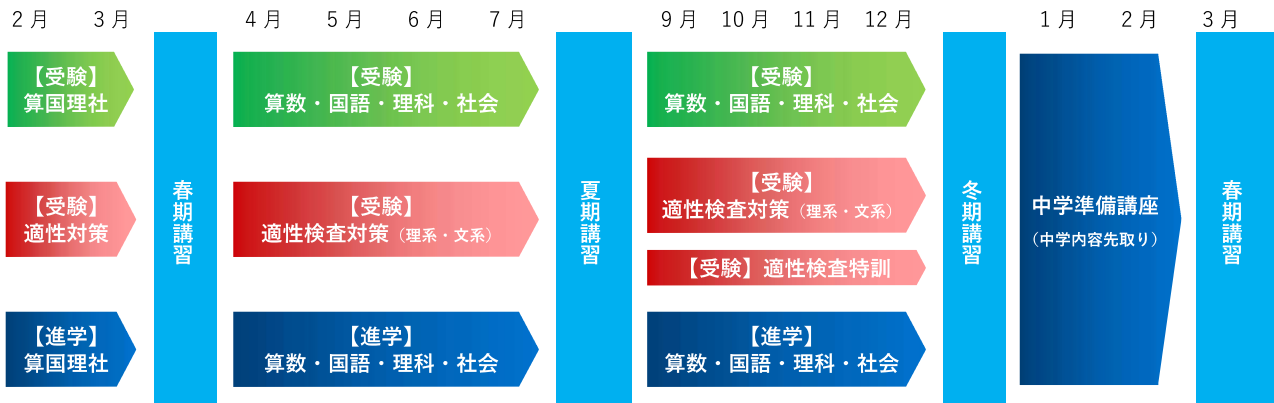 2月 3月 4月 5月 6月 7月 9月 10月 11月 12月 1月 2月 3月
【受験】
算国理社
【受験】
適性対策
【進学】
算国理社
春期講習
【受験】
算数・国語・理科・社会
【受験】
適性検査対策（理系・文系）
【進学】
算数・国語・理科・社会
夏期講習
【受験】
算数・国語・理科・社会
【受験】
適性検査対策（理系・文系）
【受験】適性検査特訓
【進学】
算数・国語・理科・社会
冬期講習
中学準備講座
（中学内容先取り）
春期講習